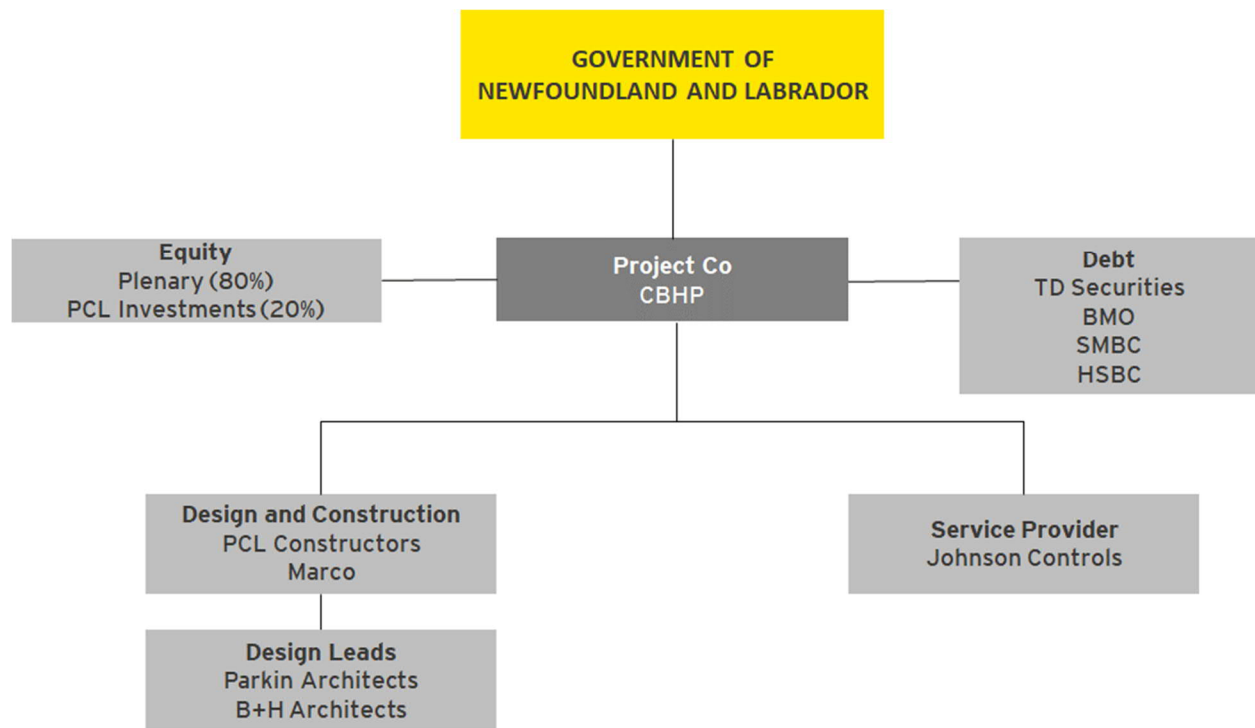 GOVERNMENT OF
NEWFOUNDLAND AND LABRADOR
Equity
Plenary (80%)
PCL Investments (20%)
Project Co
CBHP
Debt
TD Securities
BMO
SMBC
HSBC
Design and Construction
PCL Constructors
Marco
Service Provider
Johnson Controls
Design Leads
Parkin Architects
B+H Architects